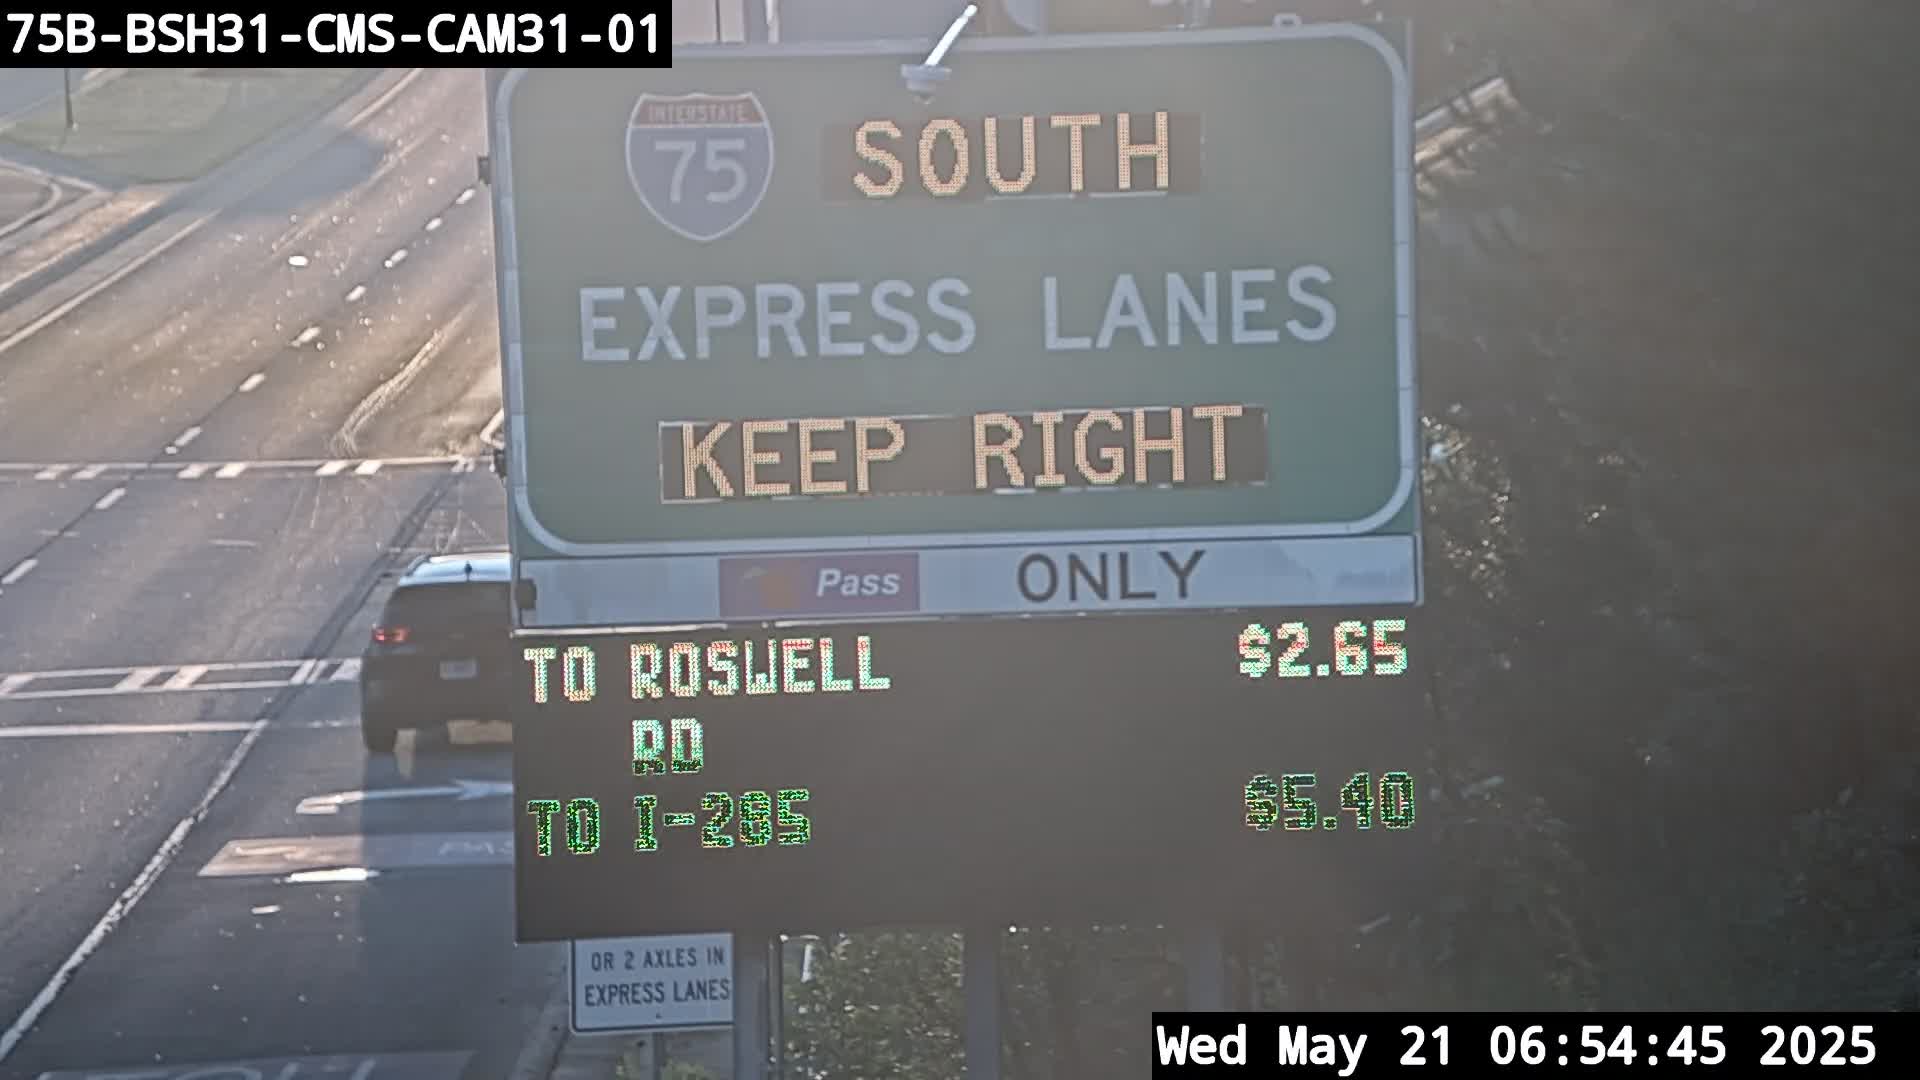 75B-BSH31-CMS-CAM31-01
INTERSTATE
75
SOUTH
EXPRESS LANES
KEEP RIGHT
Pass ONLY
TO ROSWELL $2.65
RD
TO I-285 $5.40
OR 2 AXLES IN
EXPRESS LANES
Wed May 21 06:54:45 2025